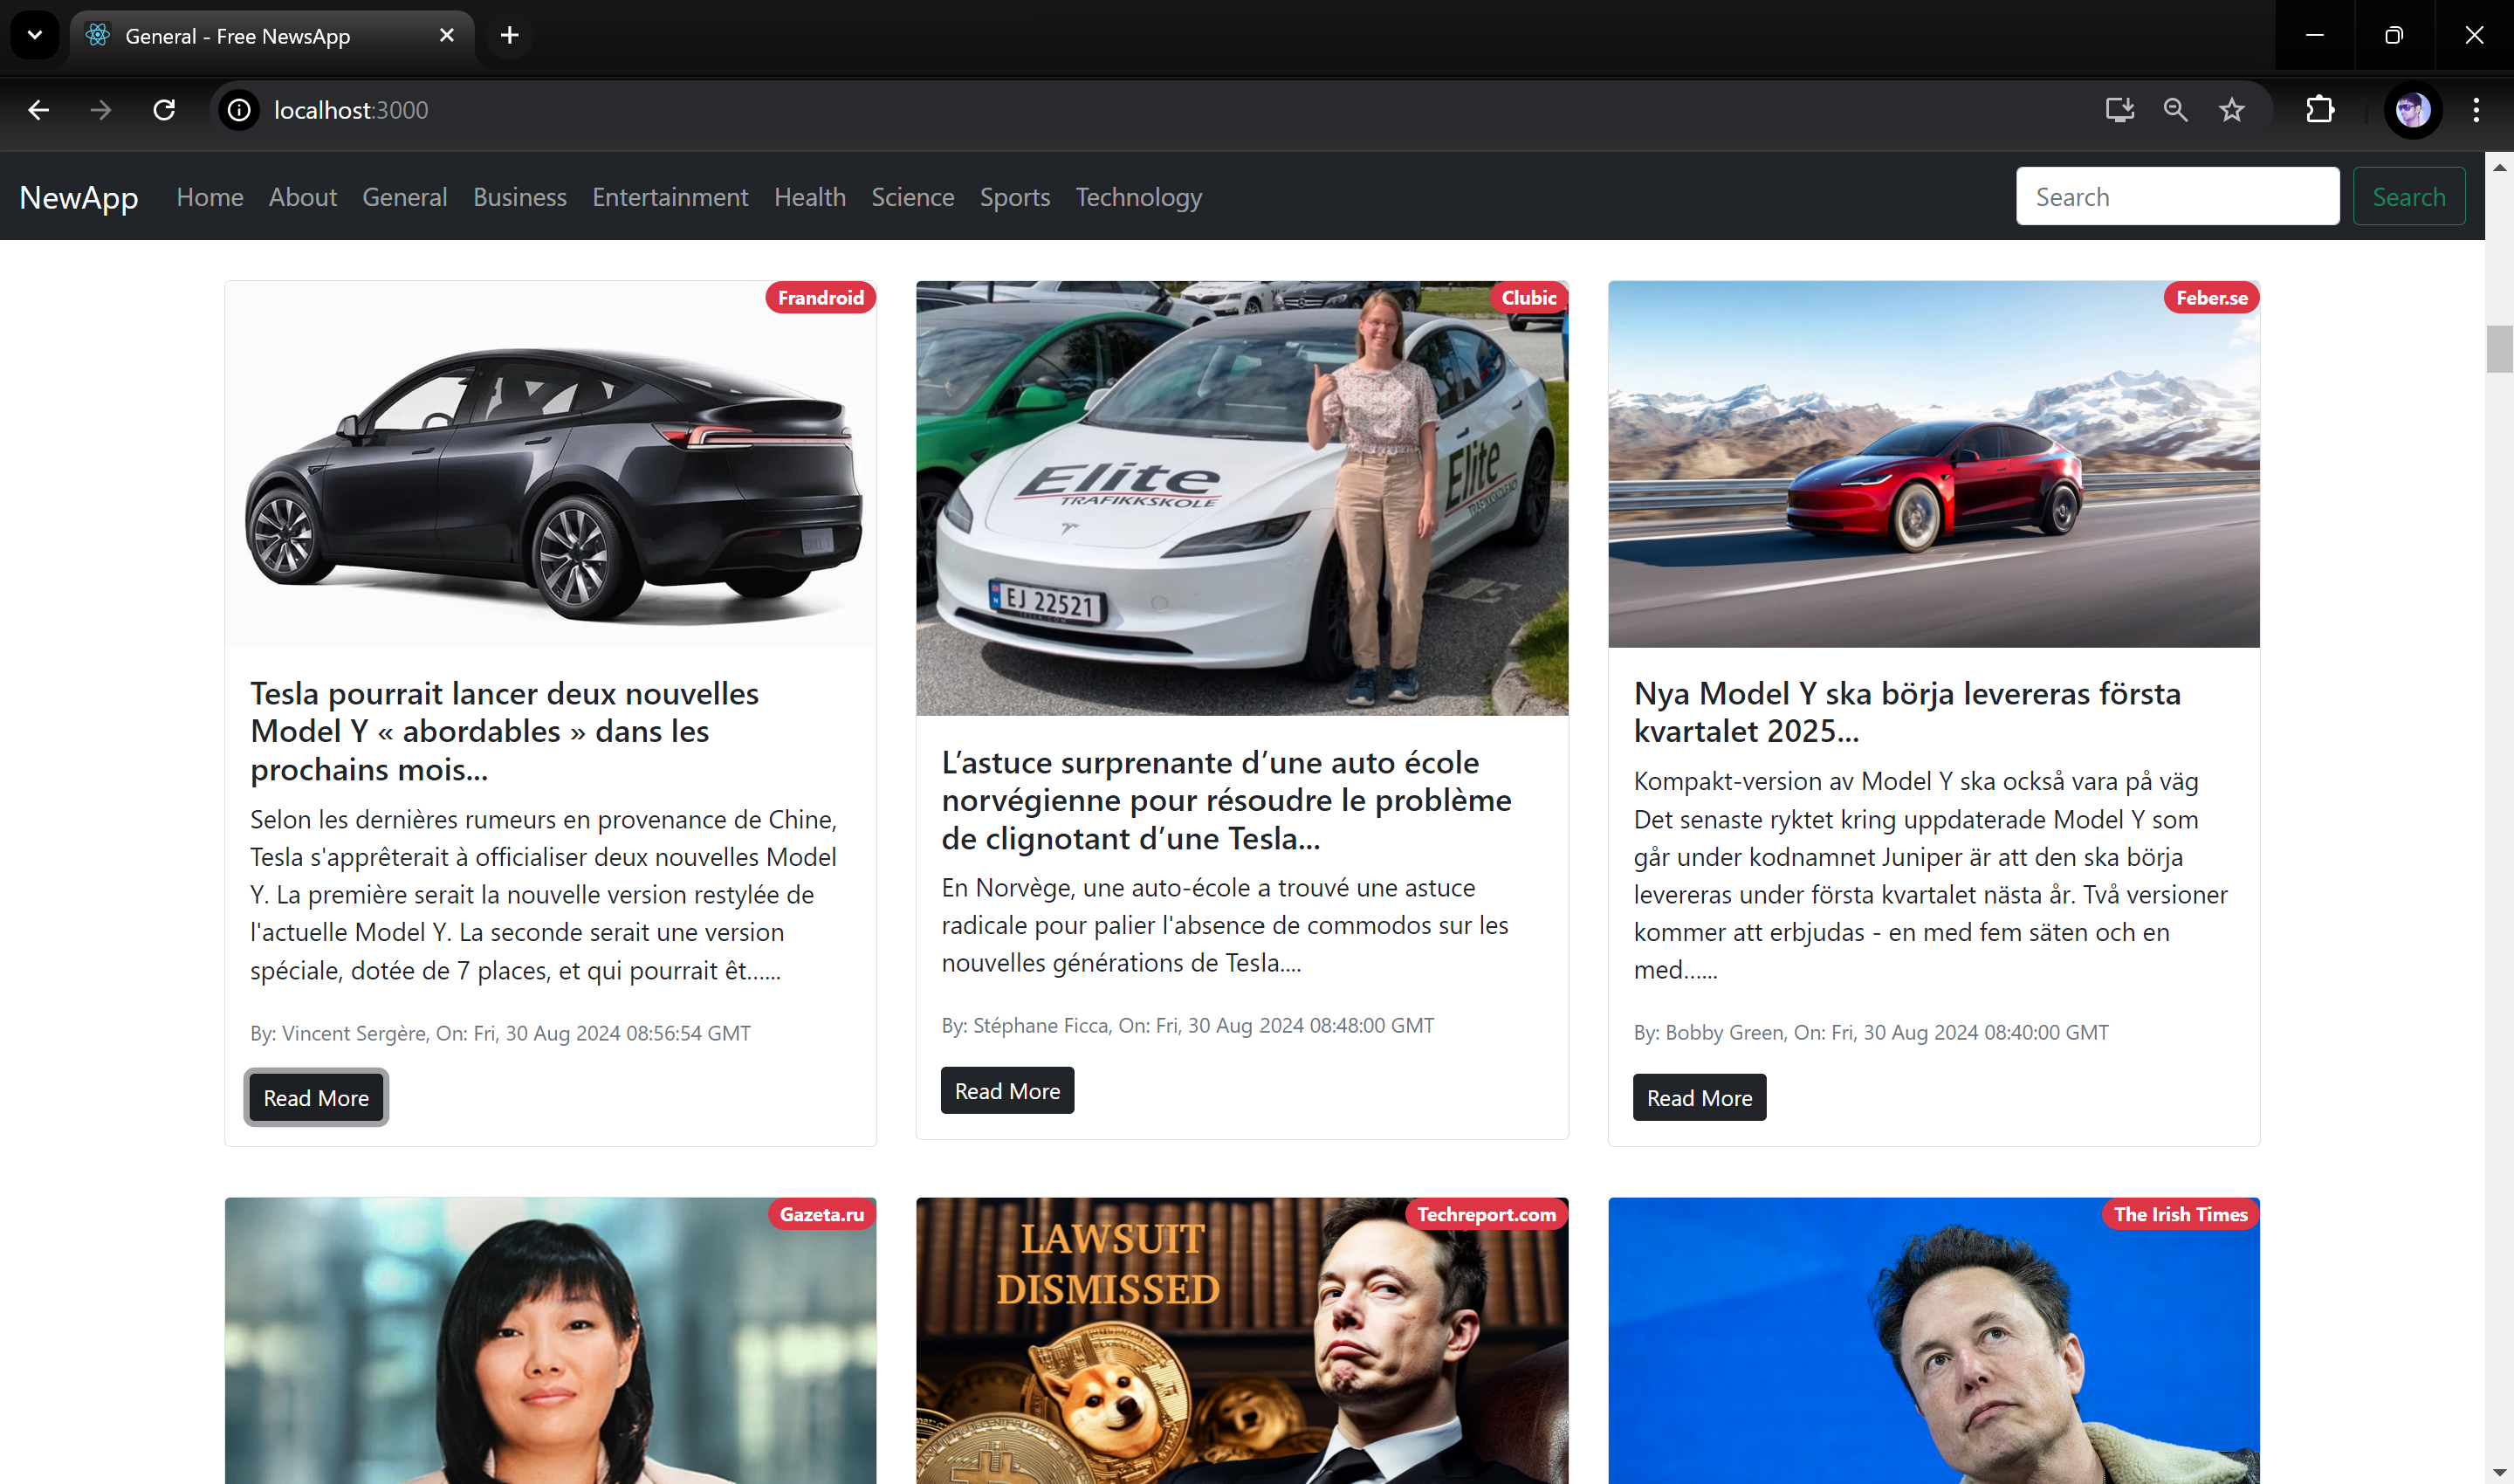 General - Free NewsApp
localhost:3000
NewApp Home About General Business Entertainment Health Science Sports Technology Search Search
Frandroid
Tesla pourrait lancer deux nouvelles
Model Y « abordables » dans les
prochains mois...
Selon les dernières rumeurs en provenance de Chine,
Tesla s'apprêterait à officialiser deux nouvelles Model
Y. La première serait la nouvelle version restylée de
l'actuelle Model Y. La seconde serait une version
spéciale, dotée de 7 places, et qui pourrait êt......
By: Vincent Sergère, On: Fri, 30 Aug 2024 08:56:54 GMT
Read More
Clubic
Elite
TRAFIKKSKOLE
Elite
TRAFIKKSKOLE.NO
EJ 22521
L’astuce surprenante d’une auto école
norvégienne pour résoudre le problème
de clignotant d’une Tesla...
En Norvège, une auto-école a trouvé une astuce
radicale pour palier l'absence de commodos sur les
nouvelles générations de Tesla....
By: Stéphane Ficca, On: Fri, 30 Aug 2024 08:48:00 GMT
Read More
Feber.se
Nya Model Y ska börja levereras första
kvartalet 2025...
Kompakt-version av Model Y ska också vara på väg
Det senaste ryktet kring uppdaterade Model Y som
går under kodnamnet Juniper är att den ska börja
levereras under första kvartalet nästa år. Två versioner
kommer att erbjudas - en med fem säten och en
med......
By: Bobby Green, On: Fri, 30 Aug 2024 08:40:00 GMT
Read More
Gazeta.ru
Techreport.com
LAWSUIT
DISMISSED
The Irish Times